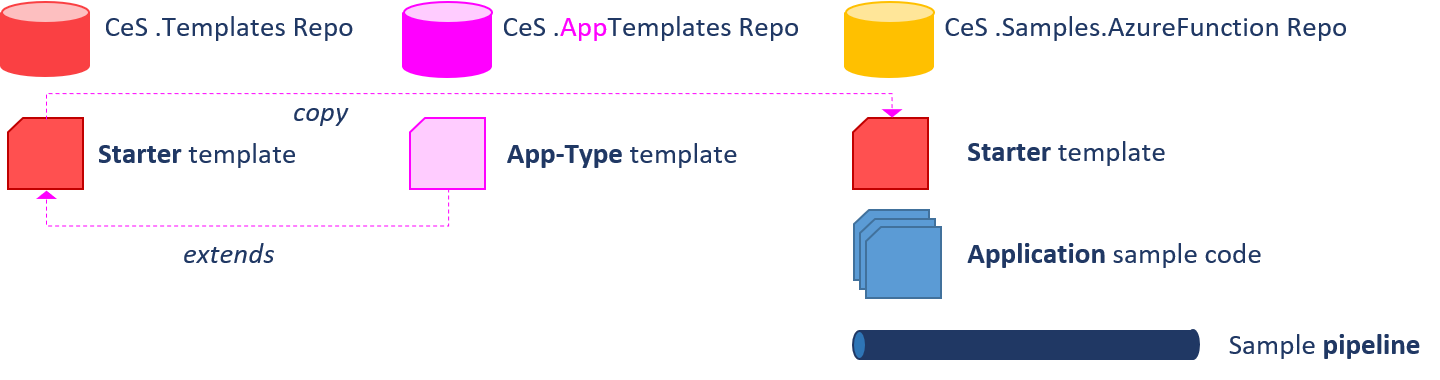 CeS .Templates Repo
CeS .AppTemplates Repo
CeS .Samples.AzureFunction Repo
copy
Starter template
App-Type template
Starter template
extends
Application sample code
Sample pipeline